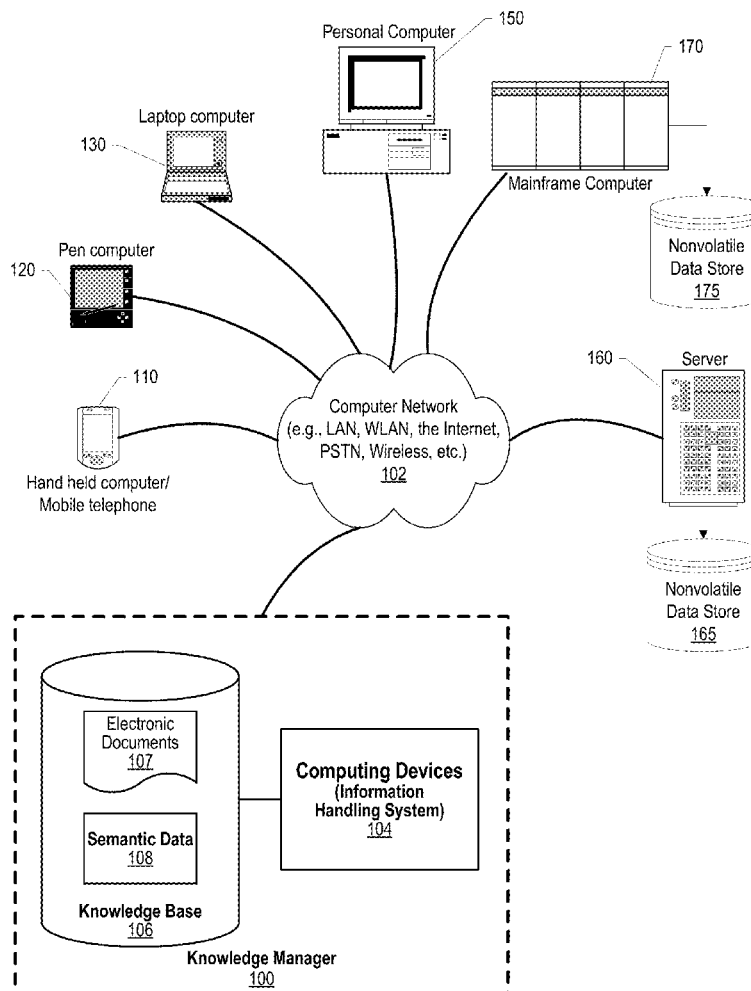 150
Personal Computer
170
Laptop computer
130
Mainframe Computer
Pen computer
120
Nonvolatile
Data Store
175
110
160
Server
Computer Network
(e.g., LAN, WLAN, the Internet,
PSTN, Wireless, etc.)
102
Hand held computer/
Mobile telephone
Nonvolatile
Data Store
165
Electronic
Documents
107
Computing Devices
(Information
Handling System)
104
Semantic Data
108
Knowledge Base
106
Knowledge Manager
100